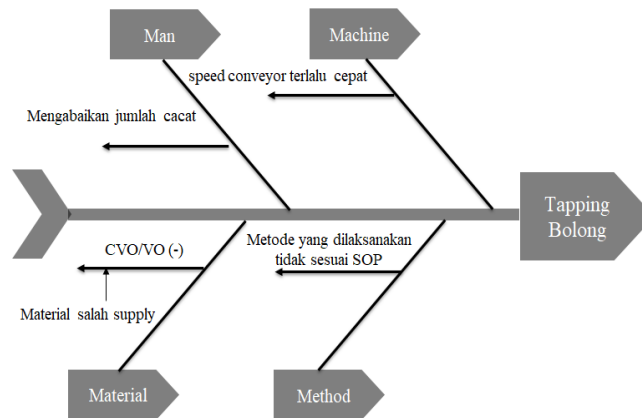 Man
Machine
speed conveyor terlalu cepat
Mengabaikan jumlah cacat
Tapping
Bolong
CVO/VO (-)
Metode yang dilaksanakan
tidak sesuai SOP
Material salah supply
Material
Method